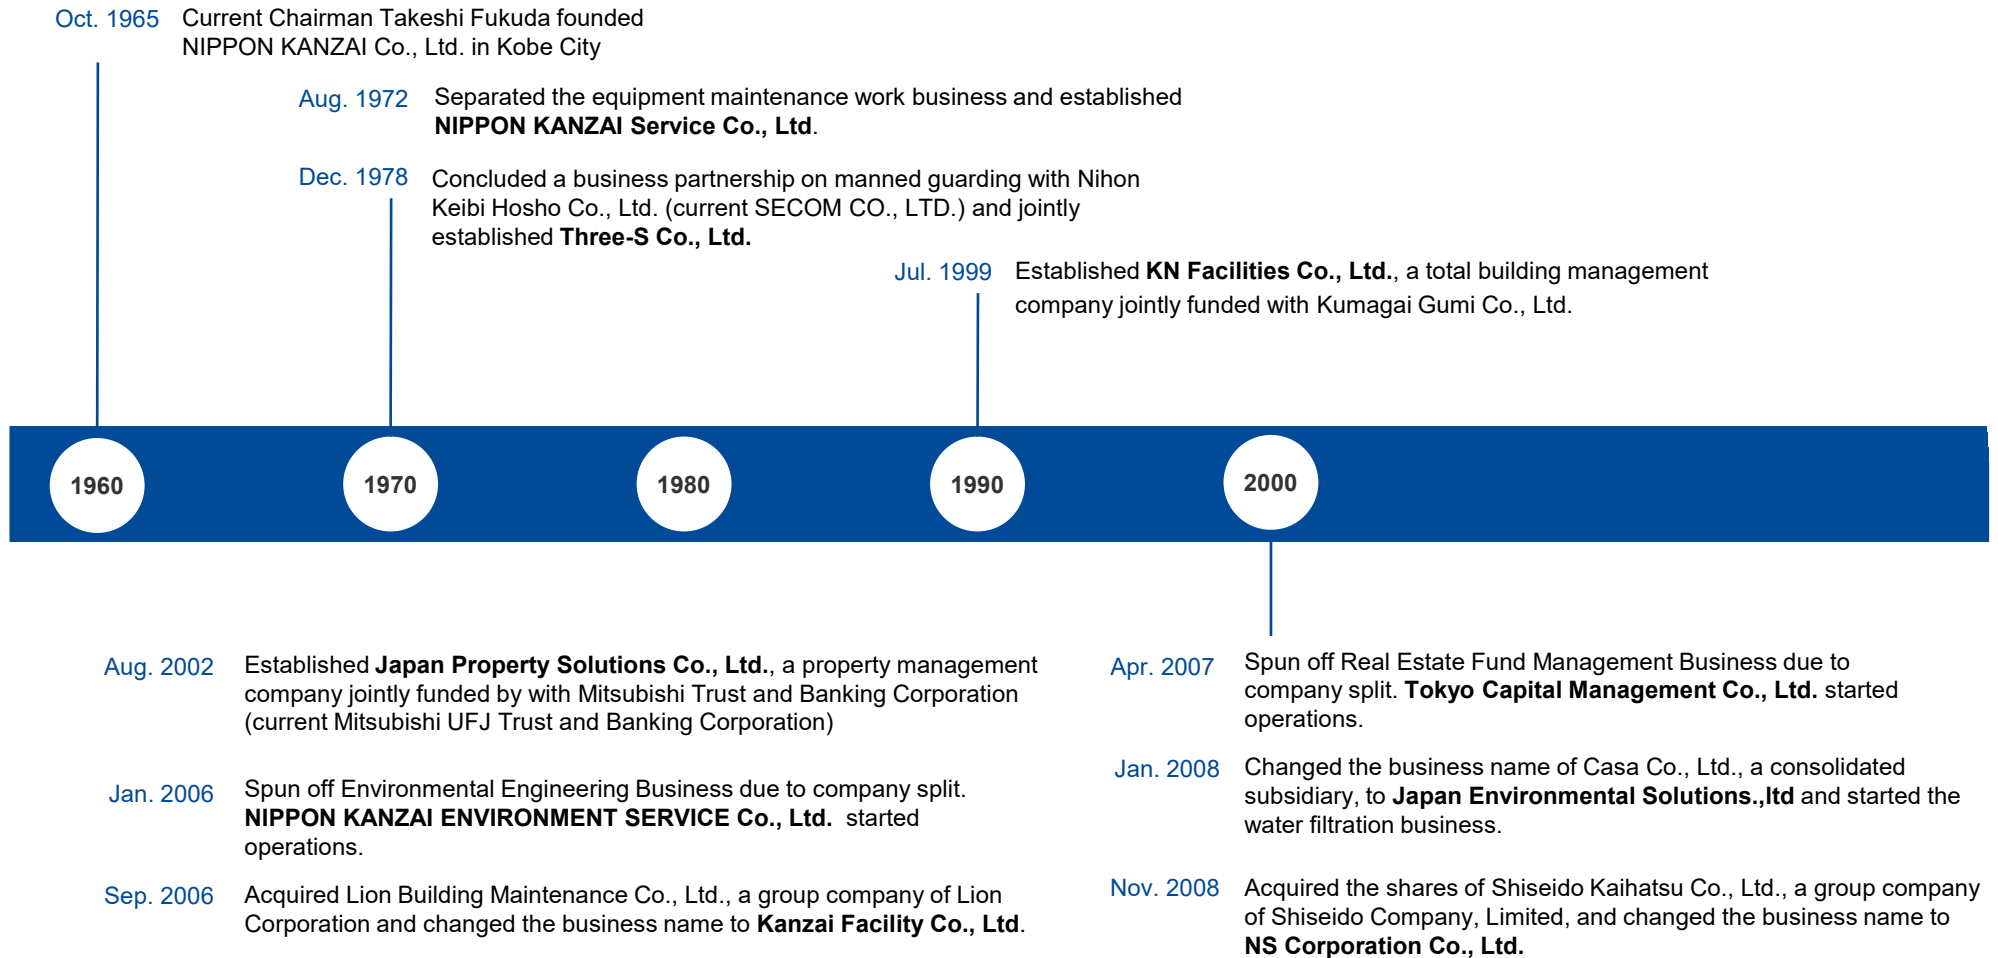 Oct. 1965
Current Chairman Takeshi Fukuda founded
NIPPON KANZAI Co., Ltd. in Kobe City
Aug. 1972
Separated the equipment maintenance work business and established
NIPPON KANZAI Service Co., Ltd.
Dec. 1978
Concluded a business partnership on manned guarding with Nihon
Keibi Hosho Co., Ltd. (current SECOM CO., LTD.) and jointly
established Three-S Co., Ltd.
Jul. 1999
Established KN Facilities Co., Ltd., a total building management
company jointly funded with Kumagai Gumi Co., Ltd.
1960
1970
1980
1990
2000
Aug. 2002
Established Japan Property Solutions Co., Ltd., a property management
company jointly funded by with Mitsubishi Trust and Banking Corporation
(current Mitsubishi UFJ Trust and Banking Corporation)
Jan. 2006
Spun off Environmental Engineering Business due to company split.
NIPPON KANZAI ENVIRONMENT SERVICE Co., Ltd. started
operations.
Sep. 2006
Acquired Lion Building Maintenance Co., Ltd., a group company of Lion
Corporation and changed the business name to Kanzai Facility Co., Ltd.
Apr. 2007
Spun off Real Estate Fund Management Business due to
company split. Tokyo Capital Management Co., Ltd. started
operations.
Jan. 2008
Changed the business name of Casa Co., Ltd., a consolidated
subsidiary, to Japan Environmental Solutions.,ltd and started the
water filtration business.
Nov. 2008
Acquired the shares of Shiseido Kaihatsu Co., Ltd., a group company
of Shiseido Company, Limited, and changed the business name to
NS Corporation Co., Ltd.